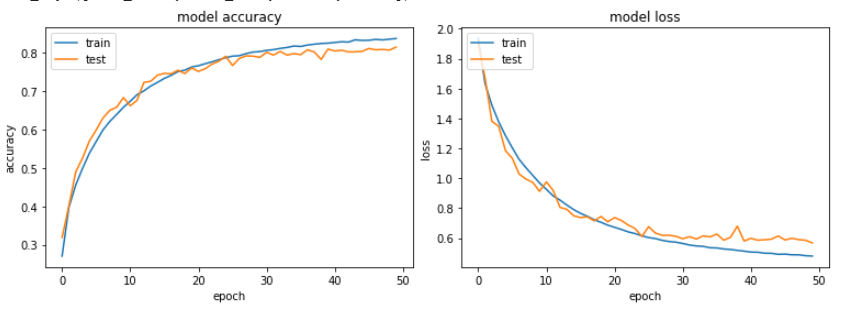 model accuracy
train
test
0.8
0.7
0.6
0.5
0.4
0.3
accuracy
0 10 20 30 40 50
epoch
model loss
train
test
2.0
1.8
1.6
1.4
1.2
1.0
0.8
0.6
loss
0 10 20 30 40 50
epoch